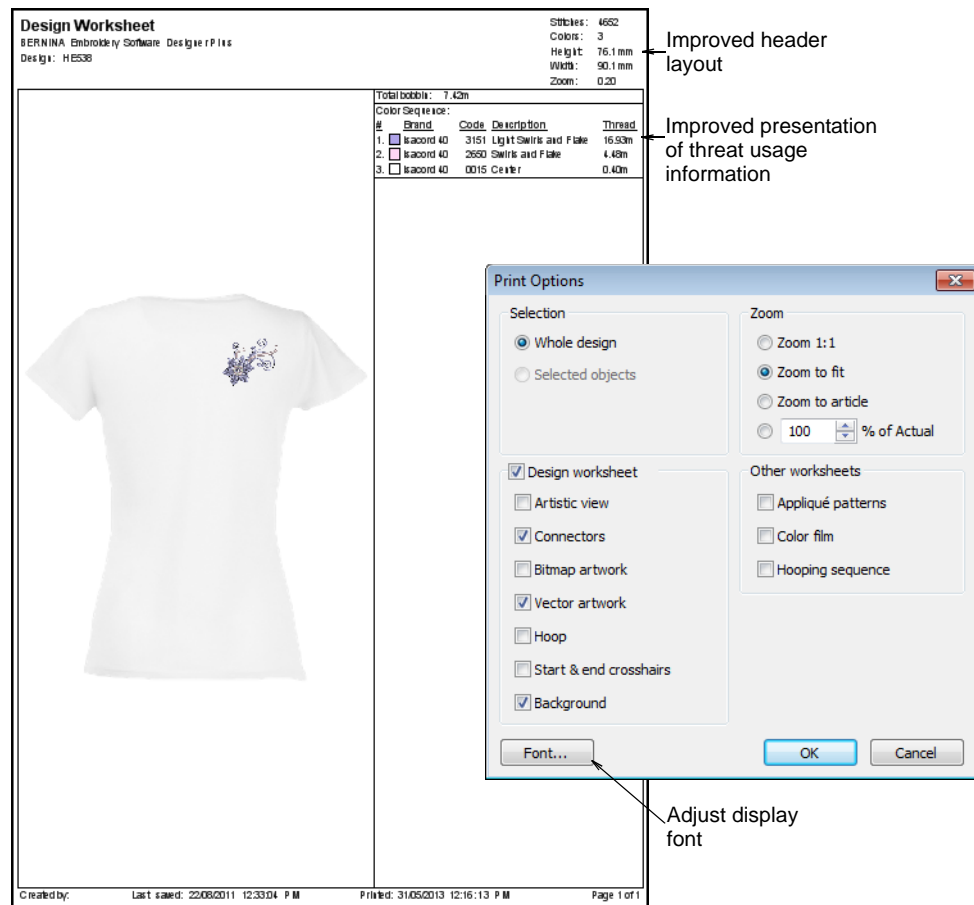 Design Worksheet
BERNINA Embroidery Software DesignerPlus
Design: HE538
Stitches: 4652
Colors: 3
Height: 76.1 mm
Width: 90.1 mm
Zoom: 0.20
Improved header
layout
Total bobbin: 7.42m
Color Sequence:
# Brand Code Description Thread
1. Isacord 40 3151 Light Swirls and Flake 16.93m
2. Isacord 40 2650 Swirls and Flake 4.48m
3. Isacord 40 0015 Center 0.40m
Improved presentation
of threat usage
information
Print Options
Selection
Whole design
Selected objects
Zoom
Zoom 1:1
Zoom to fit
Zoom to article
100 % of Actual
Design worksheet
Artistic view
Connectors
Bitmap artwork
Vector artwork
Hoop
Start & end crosshairs
Background
Other worksheets
Appliqué patterns
Color film
Hooping sequence
Font...
OK
Cancel
Adjust display
font
Created by: Last saved: 22/08/2011 12:33:04 PM Printed: 31/05/2013 12:16:13 PM Page 1 of 1